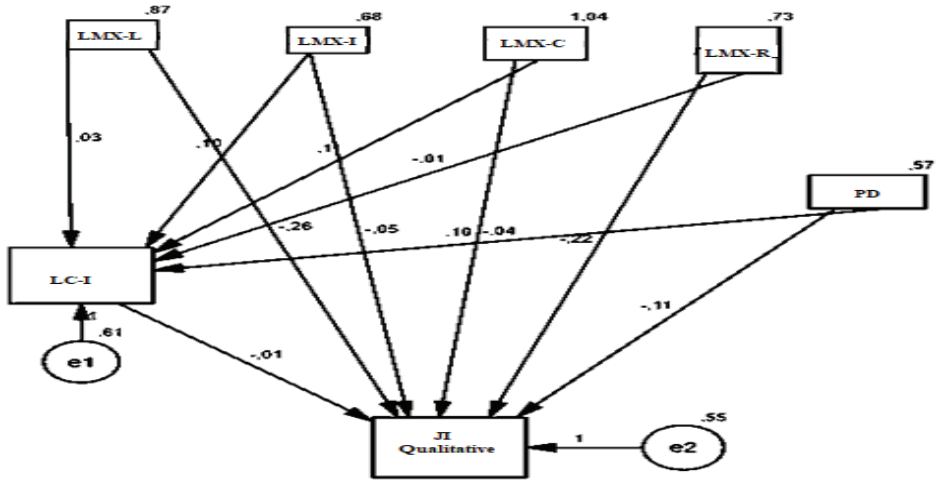 .87
LMX-L
.68
LMX-I
1.04
LMX-C
.73
LMX-R
.03
.10
.1
-.01
.57
PD
-.26
-.05
.10
-.04
-.22
LC-I
-.11
1
.61
e1
-.01
.55
JI
Qualitative
1
e2